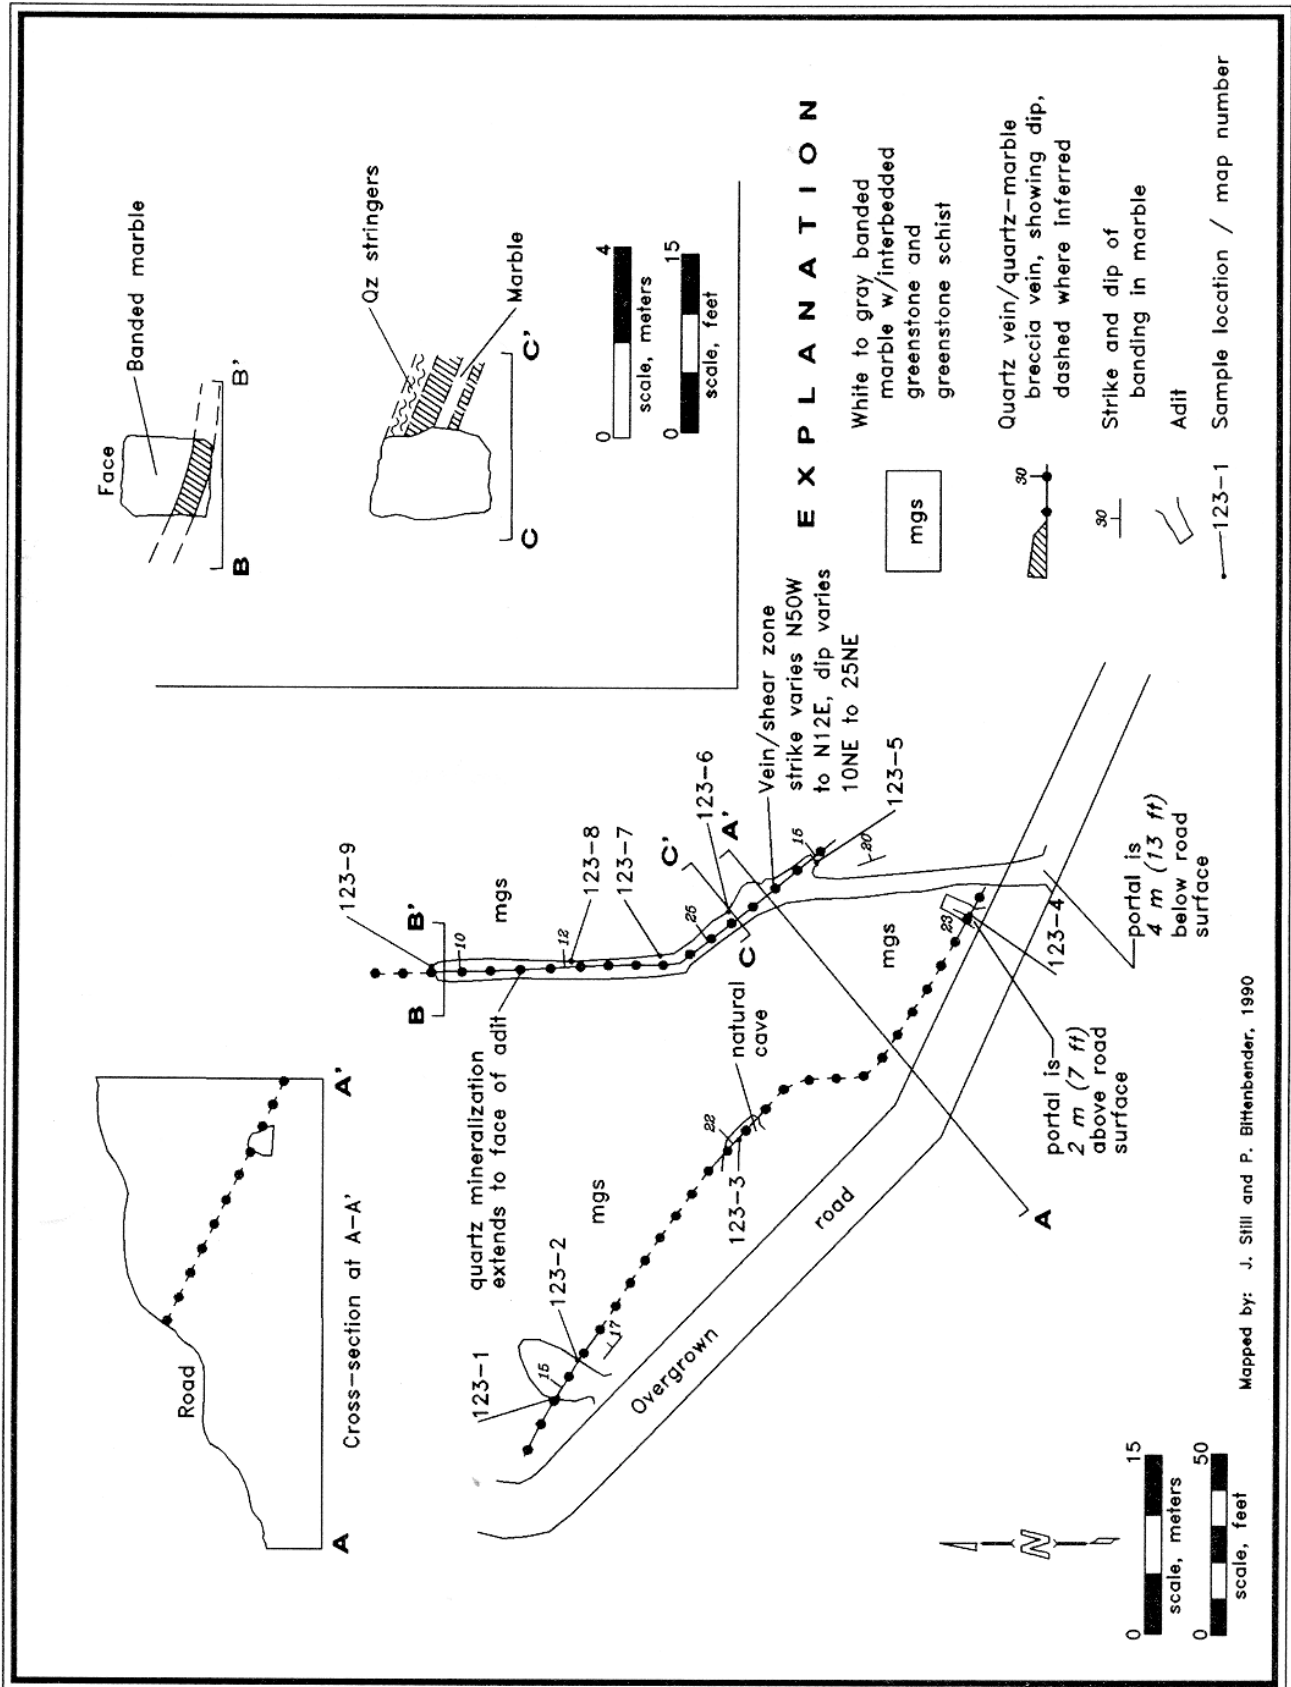 Face
Banded marble
B
B'
Qz stringers
Marble
C
C'
0
4
scale, meters
0
15
scale, feet
EXPLANATION
mgs
White to gray banded
marble w/interbedded
greenstone and
greenstone schist
30
Quartz vein/quartz-marble
breccia vein, showing dip,
dashed where inferred
30
Strike and dip of
banding in marble
Adit
123-1
Sample location / map number
Road
A
A'
Cross-section at A-A'
123-9
B
B'
10
mgs
12
123-8
123-7
quartz mineralization
extends to face of adit
C'
123-6
A'
25
C
Vein/shear zone
strike varies N50W
to N12E, dip varies
10NE to 25NE
15
20
123-5
mgs
natural
cave
22
123-3
mgs
123-1
15
123-2
17
23
123-4
portal is
4 m (13 ft)
below road
surface
portal is
2 m (7 ft)
above road
surface
A
Overgrown
road
N
0
15
scale, meters
0
50
scale, feet
Mapped by: J. Still and P. Bittenbender, 1990